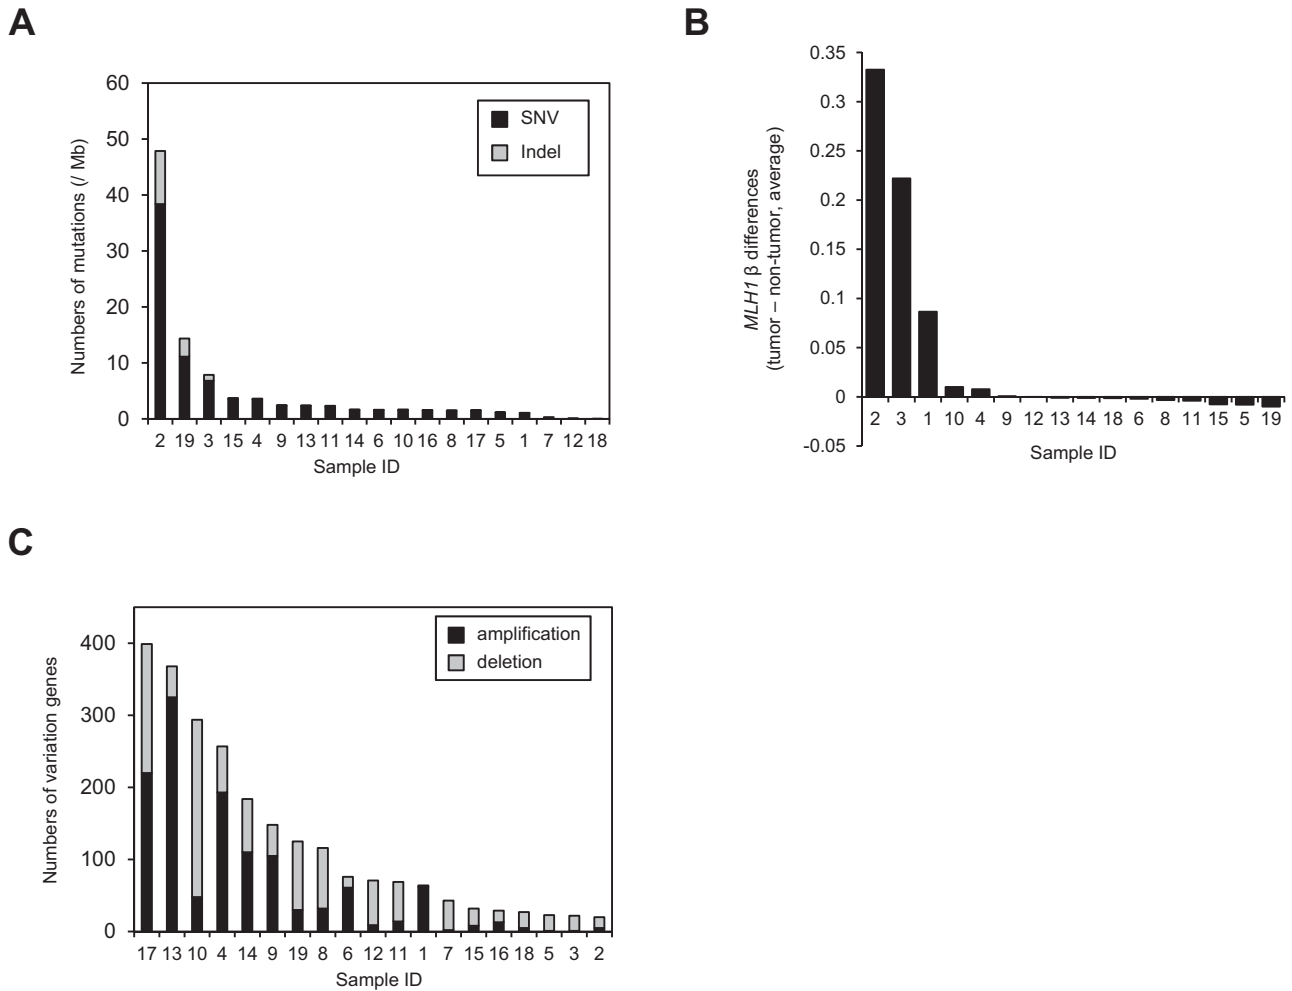 A
Numbers of mutations (/ Mb)
60
50
40
30
20
10
0
SNV
Indel
2 19 3 15 4 9 13 11 14 6 10 16 8 17 5 1 7 12 18
Sample ID
B
MLH1 β differences
(tumor – non-tumor, average)
0.35
0.3
0.25
0.2
0.15
0.1
0.05
0
-0.05
2 3 1 10 4 9 12 13 14 18 6 8 11 15 5 19
Sample ID
C
Numbers of variation genes
400
300
200
100
0
amplification
deletion
17 13 10 4 14 9 19 8 6 12 11 1 7 15 16 18 5 3 2
Sample ID